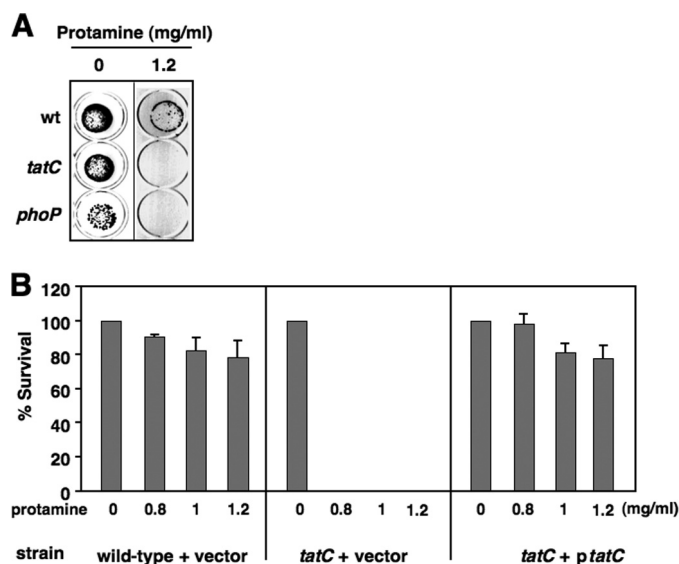 A
Protamine (mg/ml)
0 1.2
wt
tatC
phoP
B
120
100
80
60
40
20
0
% Survival
protamine 0 0.8 1 1.2 0 0.8 1 1.2 0 0.8 1 1.2 (mg/ml)
strain wild-type + vector tatC + vector tatC + ptatC